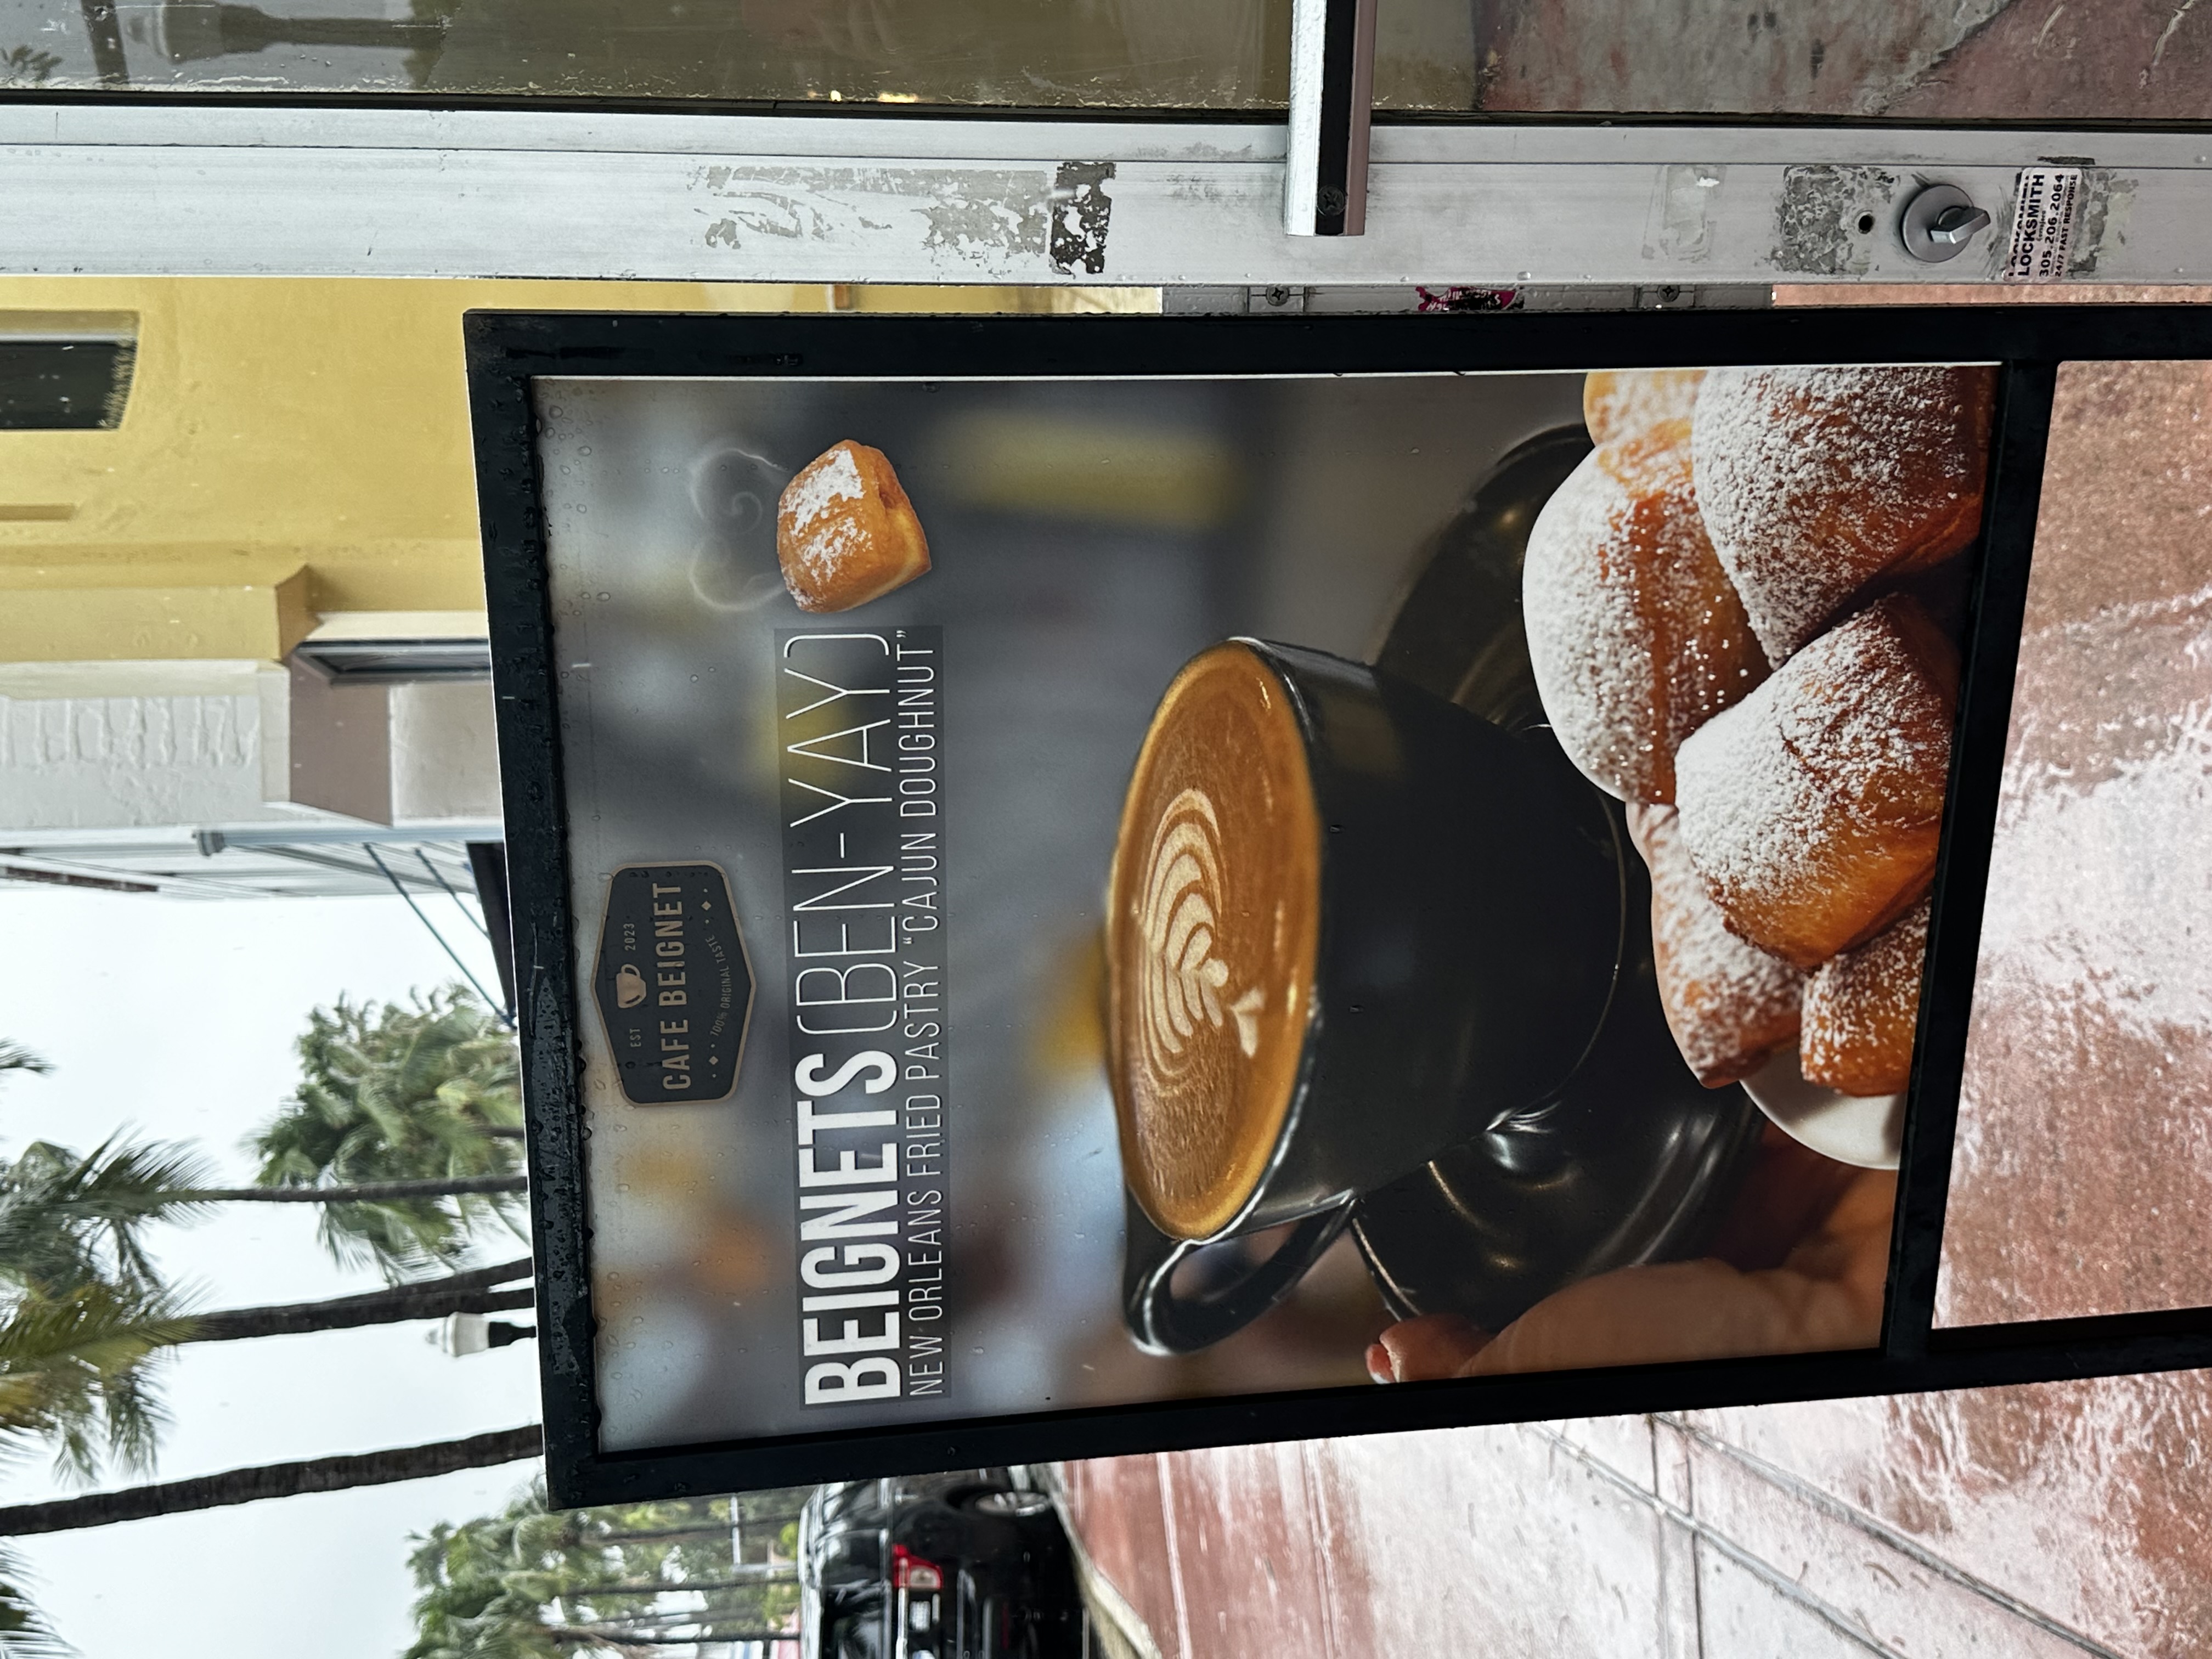 EST 2023
CAFE BEIGNET
100% ORIGINAL TASTE
BEIGNETS (BEN-YAY)
NEW ORLEANS FRIED PASTRY “CAJUN DOUGHNUT”
LOCKSMITH
LOCKSMITH
305.206.2064
24/7 FAST RESPONSE